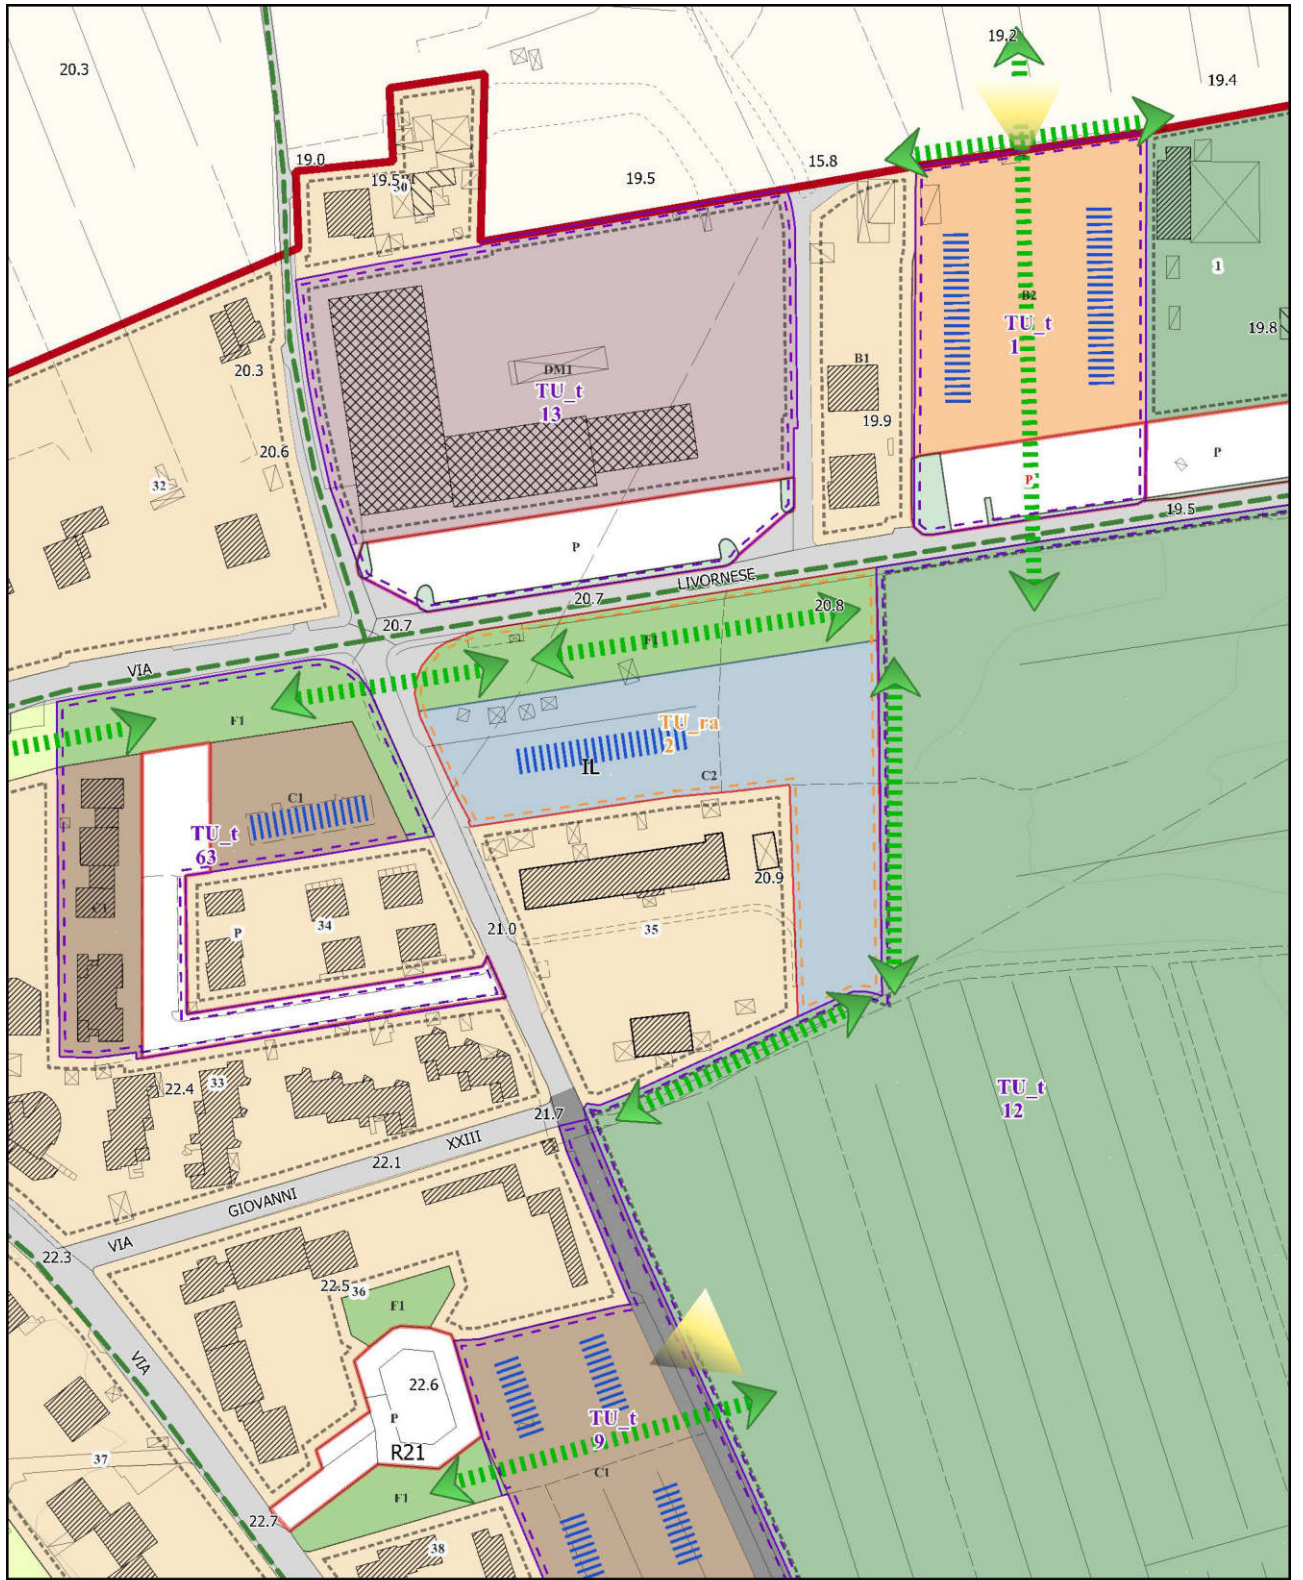 19.2
20.3
19.4
19.0
15.8
19.5
30
19.5
1
B2
TU_t
1
19.8
20.3
B1
DM1
TU_t
13
19.9
20.6
32
P
P
19.5
P
LIVORNESE
20.7
20.8
20.7
F1
VIA
F1
TU_ra
2
IL
C2
C1
TU_t
63
20.9
C1
34
P
21.0
35
22.4
33
21.7
TU_t
12
XXIII
22.1
GIOVANNI
VIA
22.3
22.5
36
F1
VIA
22.6
P
TU_t
9
R21
37
C1
F1
22.7
38